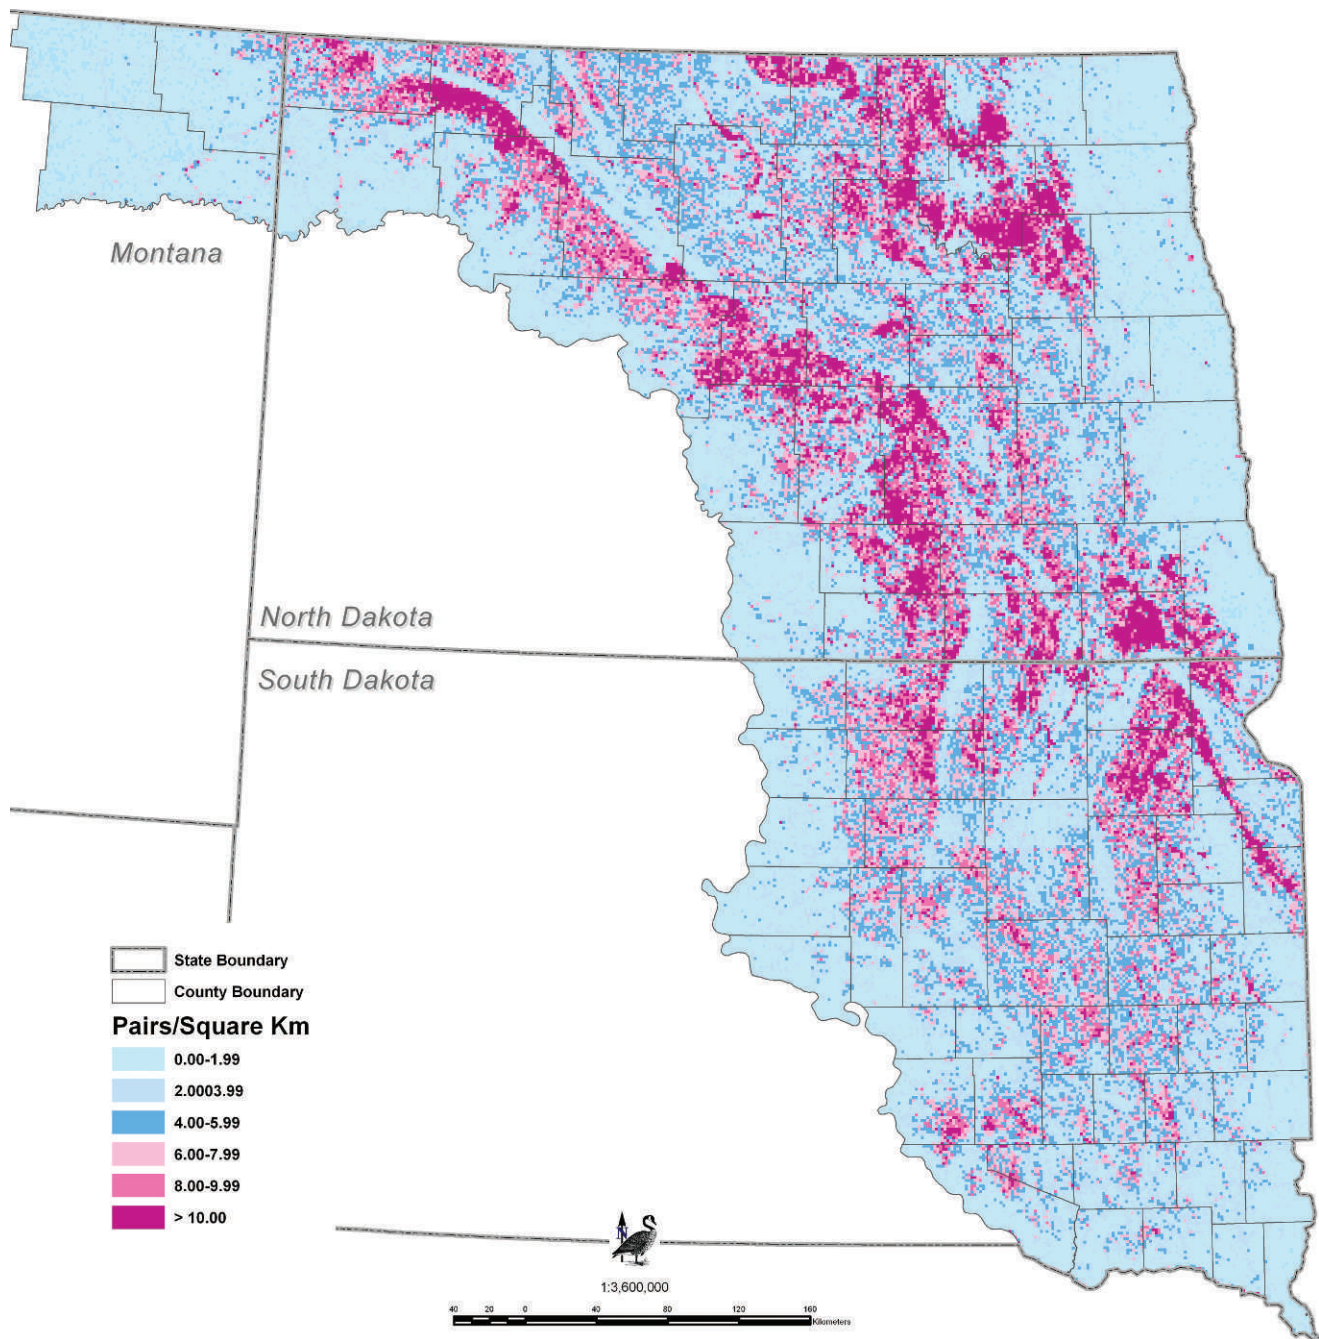 Montana
North Dakota
South Dakota
State Boundary
County Boundary
Pairs/Square Km
0.00-1.99
2.0003.99
4.00-5.99
6.00-7.99
8.00-9.99
> 10.00
N
1:3,600,000
40 20 0 40 80 120 160
Kilometers